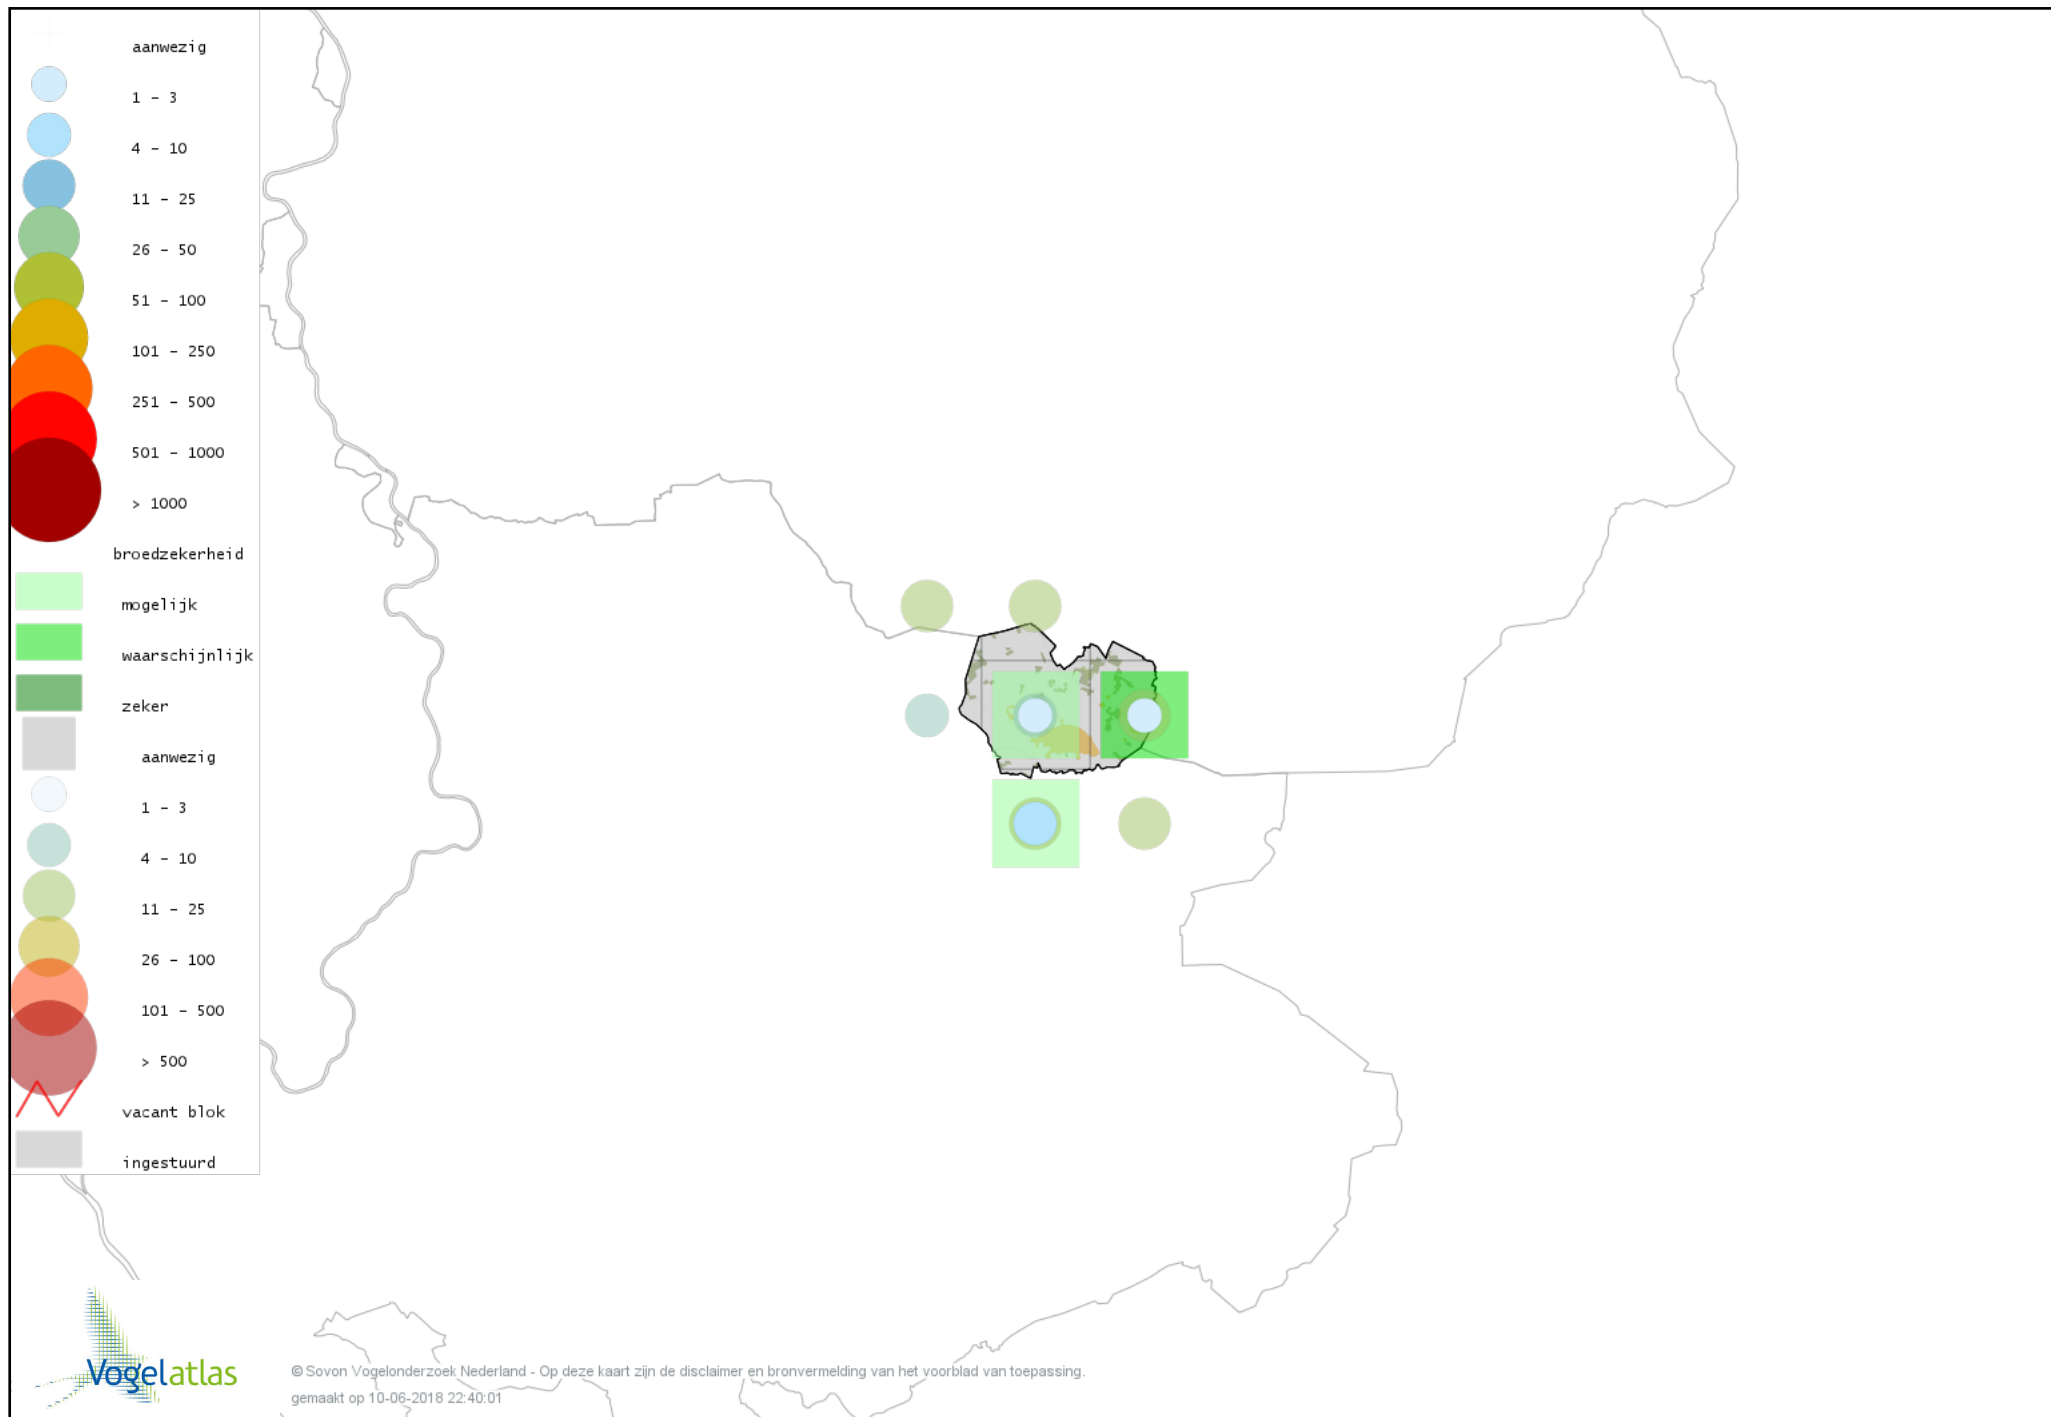 aanwezig
1 - 3
4 - 10
11 - 25
26 - 50
51 - 100
101 - 250
251 - 500
501 - 1000
> 1000
broedzekerheid
mogelijk
waarschijnlijk
zeker
aanwezig
1 - 3
4 - 10
11 - 25
26 - 100
101 - 500
> 500
vacant blok
ingestuurd
Vogelatlas
© Sovon Vogelonderzoek Nederland - Op deze kaart zijn de disclaimer en bronvermelding van het voorblad van toepassing.
gemaakt op 10-06-2018 22:40:01